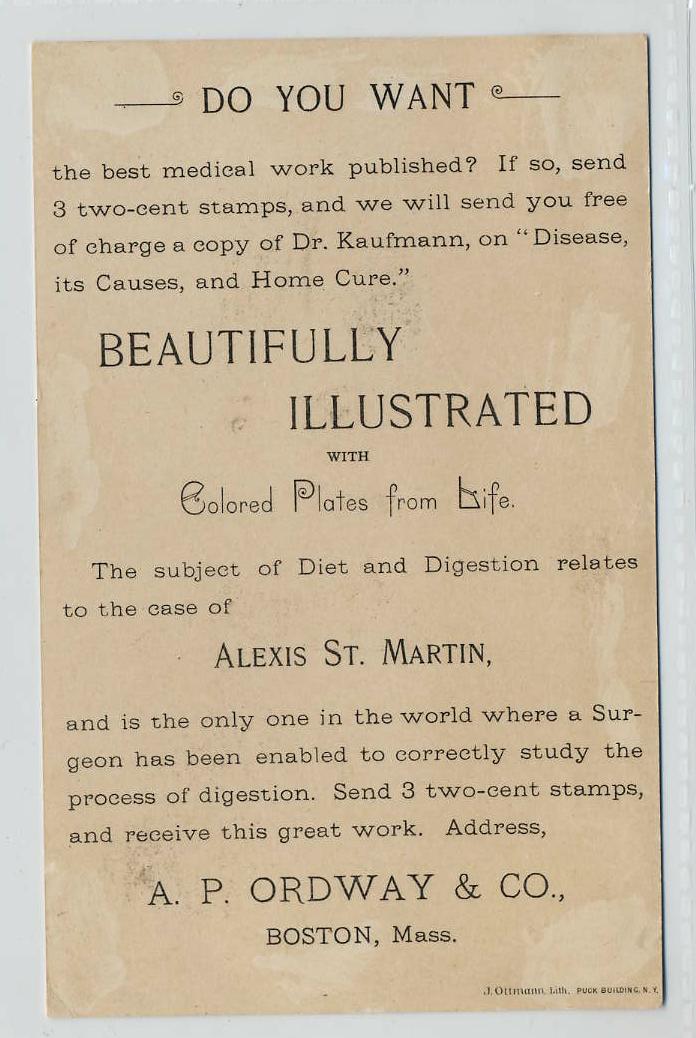 DO YOU WANT
the best medical work published? If so, send
3 two-cent stamps, and we will send you free
of charge a copy of Dr. Kaufmann, on “Disease,
its Causes, and Home Cure.”
BEAUTIFULLY
ILLUSTRATED
WITH
Colored Plates from Life.
The subject of Diet and Digestion relates
to the case of
ALEXIS ST. MARTIN,
and is the only one in the world where a Sur-
geon has been enabled to correctly study the
process of digestion. Send 3 two-cent stamps,
and receive this great work. Address,
A. P. ORDWAY & CO.,
BOSTON, Mass.
J. Ottmann, Lith. PUCK BUILDING, N. Y.